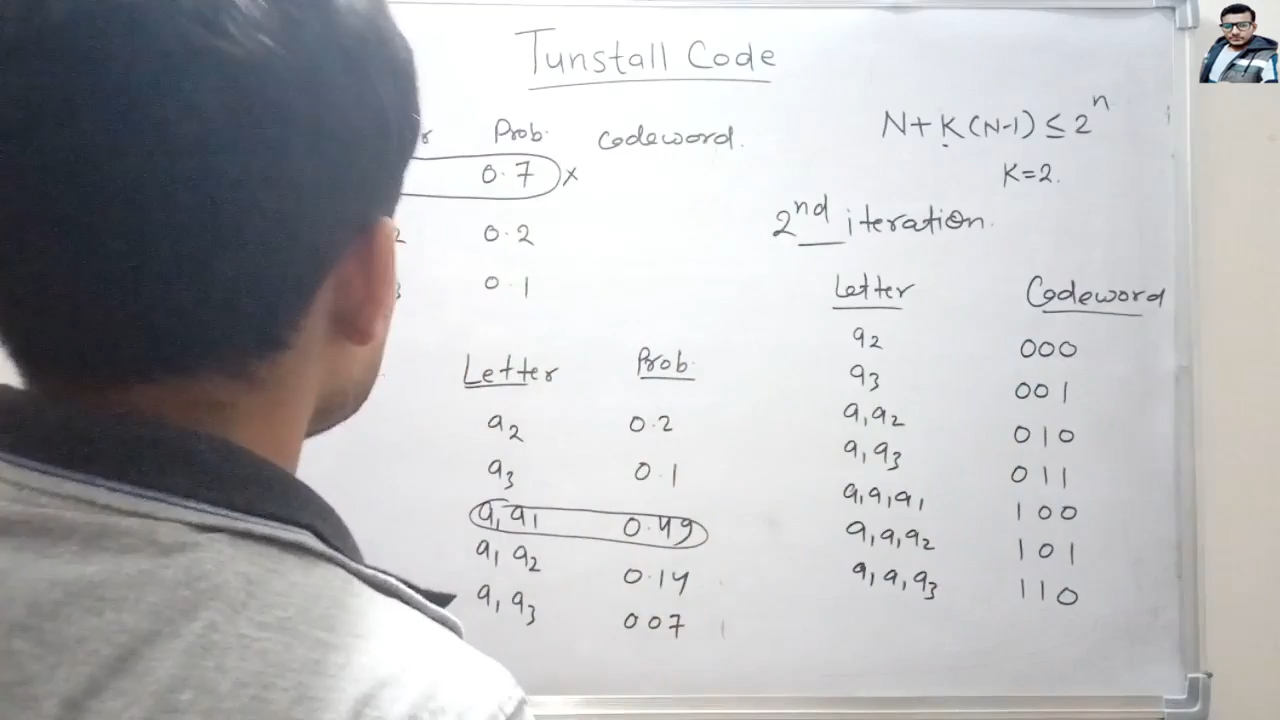 Tunstall Code
Prob. Codeword.
0.7 x
2 0.2
3 0.1
N+K(N-1) ≤ 2^n
K=2.
2nd iteration.
Letter Prob.
a2 0.2
a3 0.1
a1a1 0.49
a1a2 0.14
a1a3 0.07
Letter Codeword
a2 000
a3 001
a1a2 010
a1a3 011
a1a1a1 100
a1a1a2 101
a1a1a3 110